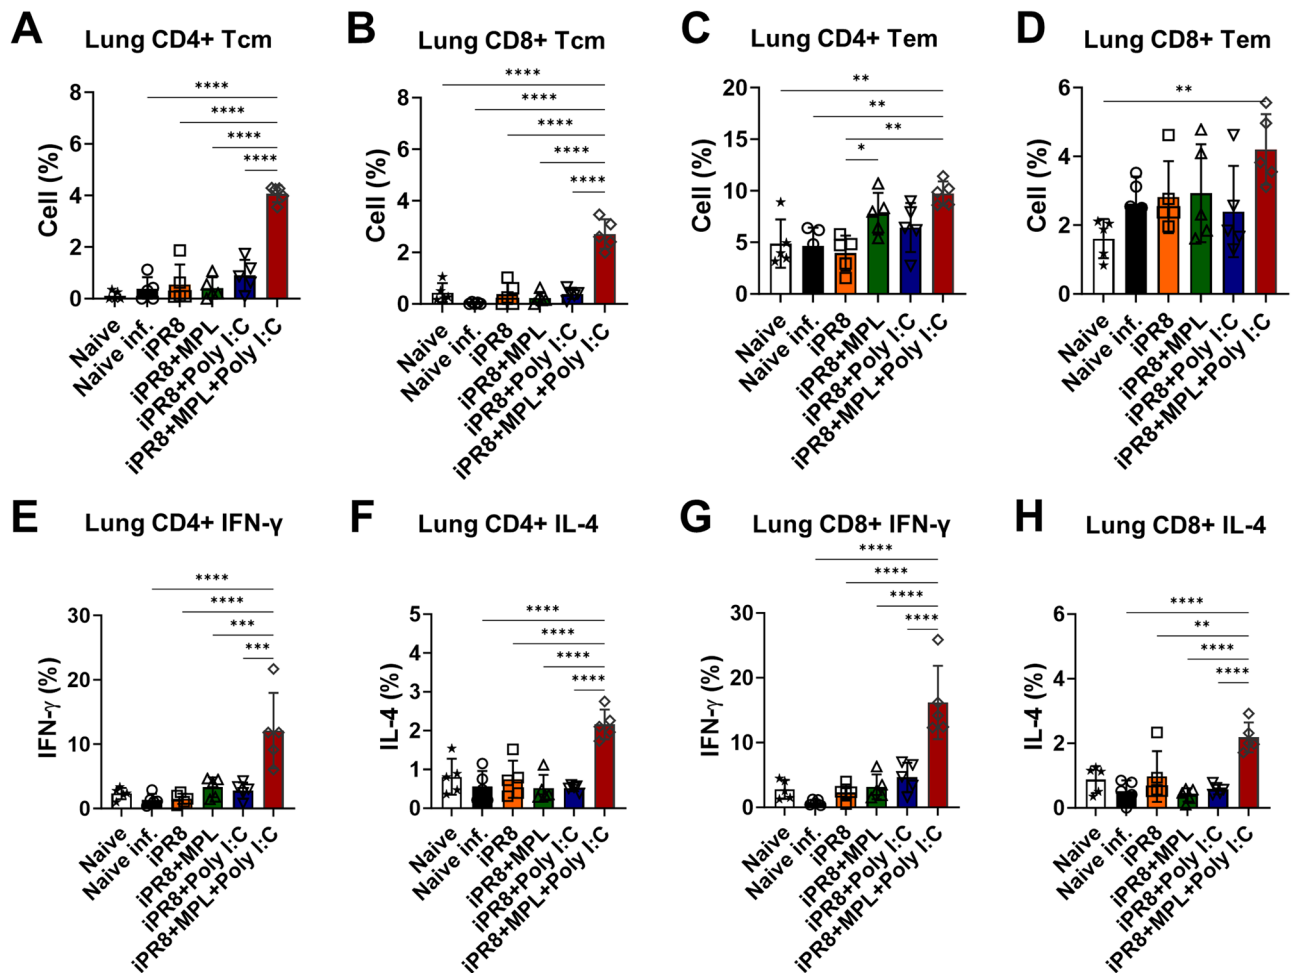 A
Lung CD4+ Tcm
Cell (%)
8
6
4
2
0
****
****
****
****
Naive
Naive inf.
iPR8
iPR8+MPL
iPR8+Poly I:C
iPR8+MPL+Poly I:C
B
Lung CD8+ Tcm
Cell (%)
8
6
4
2
0
****
****
****
****
****
Naive
Naive inf.
iPR8
iPR8+MPL
iPR8+Poly I:C
iPR8+MPL+Poly I:C
C
Lung CD4+ Tem
Cell (%)
20
15
10
5
0
**
**
**
*
Naive
Naive inf.
iPR8
iPR8+MPL
iPR8+Poly I:C
iPR8+MPL+Poly I:C
D
Lung CD8+ Tem
Cell (%)
6
4
2
0
**
Naive
Naive inf.
iPR8
iPR8+MPL
iPR8+Poly I:C
iPR8+MPL+Poly I:C
E
Lung CD4+ IFN-γ
IFN-γ (%)
30
20
10
0
****
****
***
***
Naive
Naive inf.
iPR8
iPR8+MPL
iPR8+Poly I:C
iPR8+MPL+Poly I:C
F
Lung CD4+ IL-4
IL-4 (%)
5
4
3
2
1
0
****
****
****
****
Naive
Naive inf.
iPR8
iPR8+MPL
iPR8+Poly I:C
iPR8+MPL+Poly I:C
G
Lung CD8+ IFN-γ
IFN-γ (%)
30
20
10
0
****
****
****
****
Naive
Naive inf.
iPR8
iPR8+MPL
iPR8+Poly I:C
iPR8+MPL+Poly I:C
H
Lung CD8+ IL-4
IL-4 (%)
6
4
2
0
****
**
****
****
Naive
Naive inf.
iPR8
iPR8+MPL
iPR8+Poly I:C
iPR8+MPL+Poly I:C